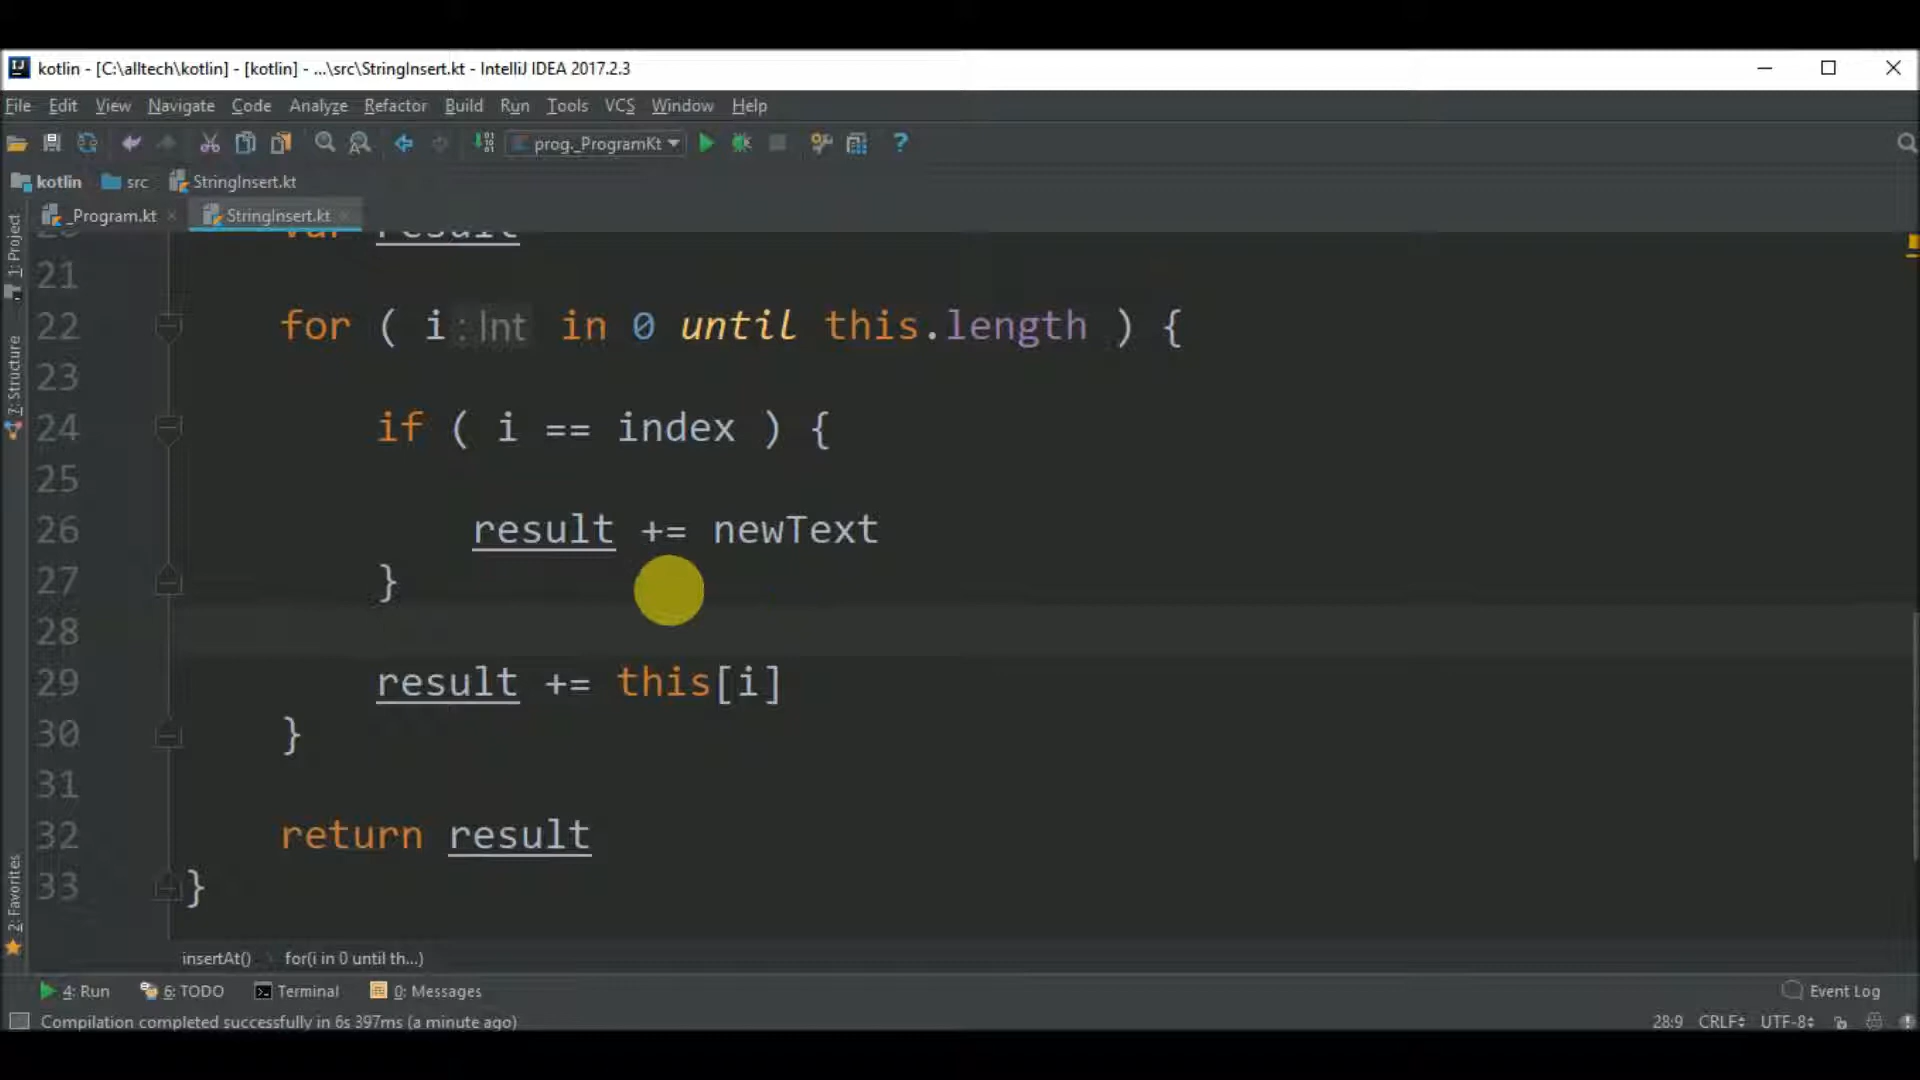 kotlin - [C:\alltech\kotlin] - [kotlin] - ...\src\StringInsert.kt - IntelliJ IDEA 2017.2.3
File Edit View Navigate Code Analyze Refactor Build Run Tools VCS Window Help
prog._ProgramKt
kotlin src StringInsert.kt
_Program.kt StringInsert.kt
1: Project
7: Structure
2: Favorites
var result
21
22 for ( i : Int in 0 until this.length ) {
23
24 if ( i == index ) {
25
26 result += newText
27 }
28
29 result += this[i]
30 }
31
32 return result
33 }
insertAt() for(i in 0 until th...)
4: Run 6: TODO Terminal 0: Messages Event Log
Compilation completed successfully in 6s 397ms (a minute ago) 28:9 CRLF UTF-8